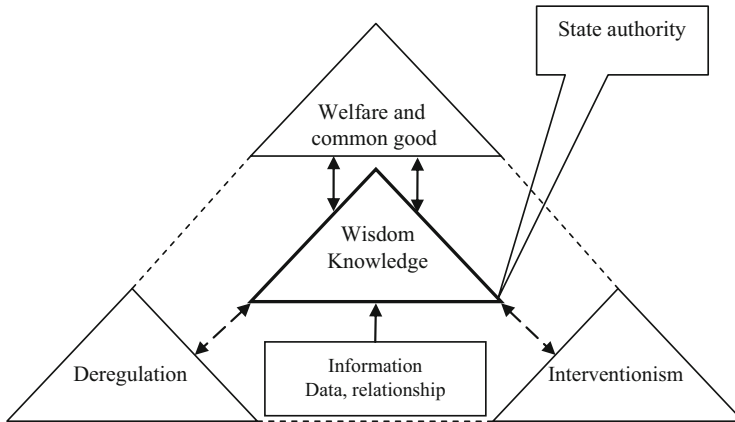 State authority
Welfare and
common good
Wisdom
Knowledge
Deregulation
Information
Data, relationship
Interventionism